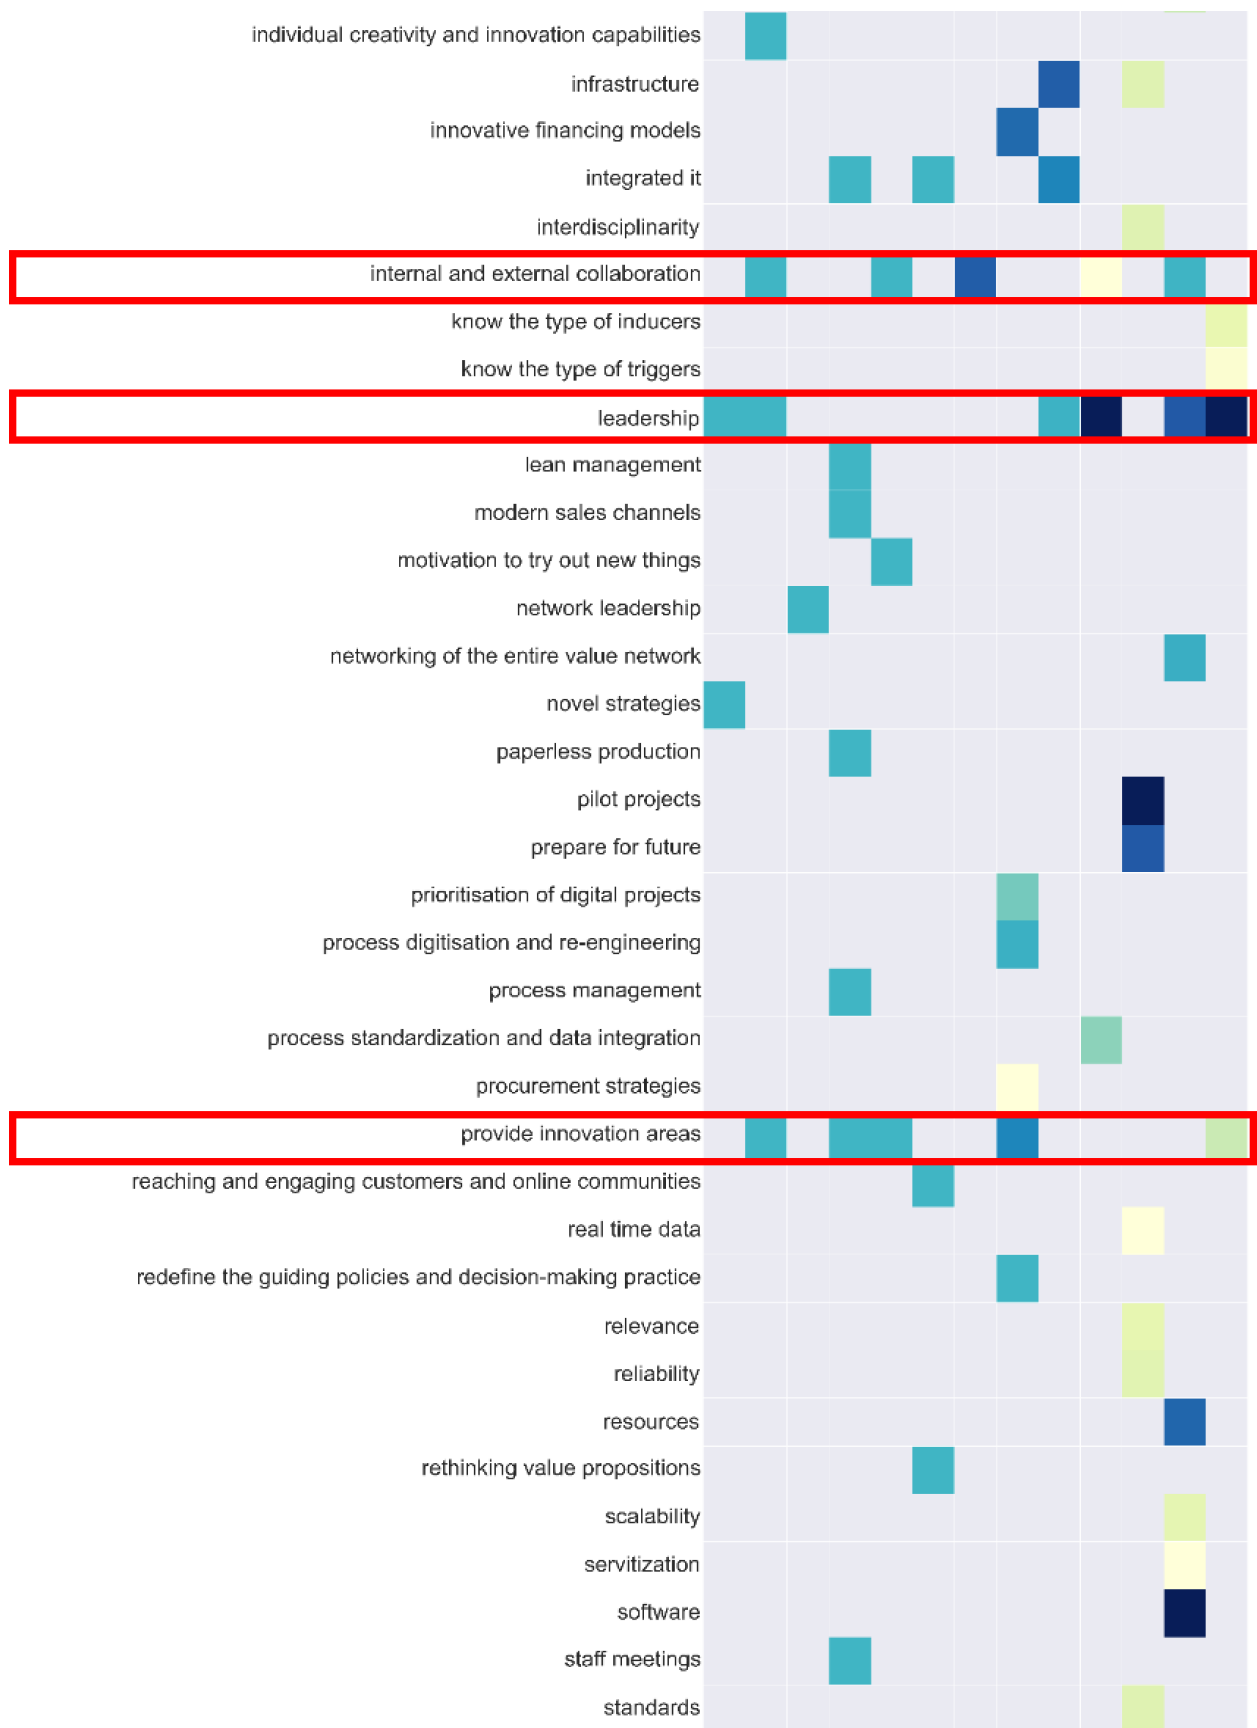 individual creativity and innovation capabilities
infrastructure
innovative financing models
integrated it
interdisciplinarity
internal and external collaboration
know the type of inducers
know the type of triggers
leadership
lean management
modern sales channels
motivation to try out new things
network leadership
networking of the entire value network
novel strategies
paperless production
pilot projects
prepare for future
prioritisation of digital projects
process digitisation and re-engineering
process management
process standardization and data integration
procurement strategies
provide innovation areas
reaching and engaging customers and online communities
real time data
redefine the guiding policies and decision-making practice
relevance
reliability
resources
rethinking value propositions
scalability
servitization
software
staff meetings
standards